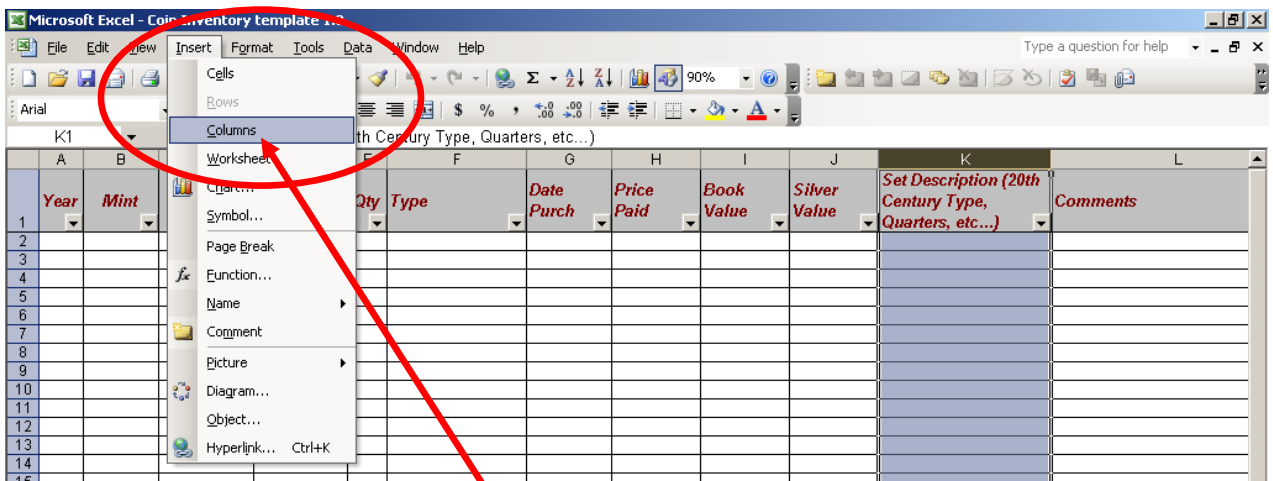 Microsoft Excel - Coin Inventory template 1.2
File Edit View Insert Format Tools Data Window Help Type a question for help
Cells
Rows
Columns
Worksheet
Chart...
Symbol...
Page Break
Function...
Name
Comment
Picture
Diagram...
Object...
Hyperlink... Ctrl+K
90%
Arial $ % ,
K1 th Century Type, Quarters, etc...)
A B E F G H I J K L
1 Year Mint Qty Type Date Purch Price Paid Book Value Silver Value Set Description (20th Century Type, Quarters, etc...) Comments
2
3
4
5
6
7
8
9
10
11
12
13
14
15